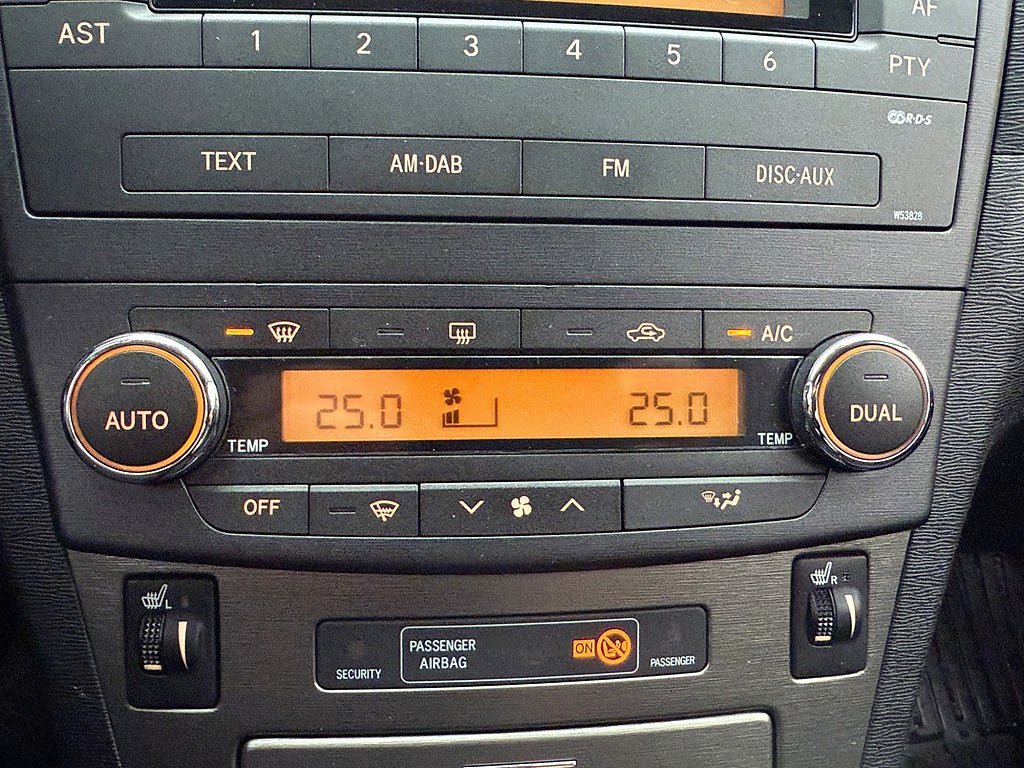 AF
AST 1 2 3 4 5 6 PTY
R·D·S
TEXT AM·DAB FM DISC·AUX
W53828
A/C
AUTO 25.0 25.0 DUAL
TEMP TEMP
OFF
L R
PASSENGER
AIRBAG
ON
SECURITY PASSENGER